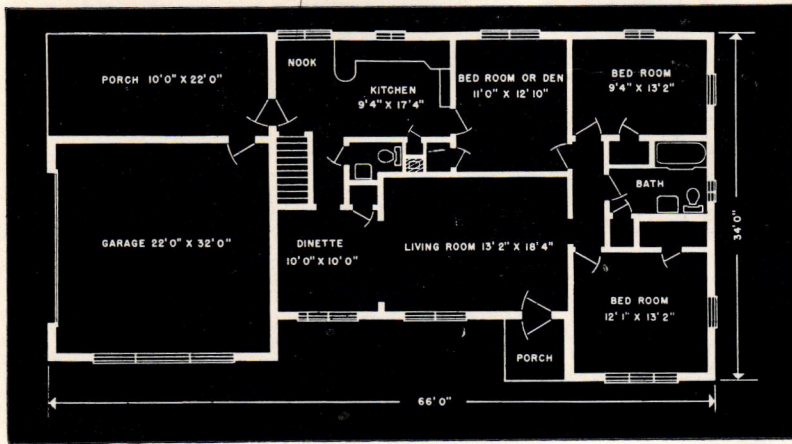 PORCH 10'0" X 22'0"
NOOK
KITCHEN
9'4" X 17'4"
BED ROOM OR DEN
11'0" X 12'10"
BED ROOM
9'4" X 13'2"
BATH
GARAGE 22'0" X 32'0"
DINETTE
10'0" X 10'0"
LIVING ROOM 13'2" X 18'4"
BED ROOM
12'1" X 13'2"
PORCH
34'0"
66'0"